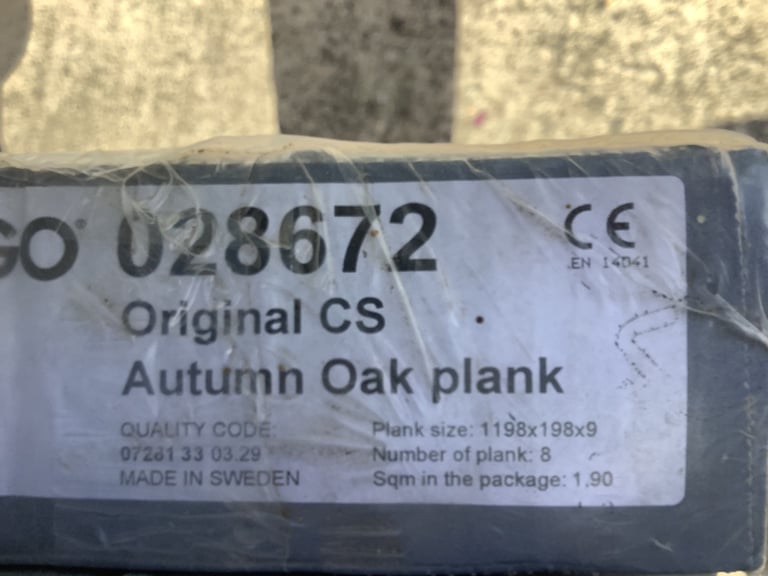 GO® 028672
CE
EN 14041
Original CS
Autumn Oak plank
QUALITY CODE:
07281 33 03.29
MADE IN SWEDEN
Plank size: 1198x198x9
Number of plank: 8
Sqm in the package: 1,90